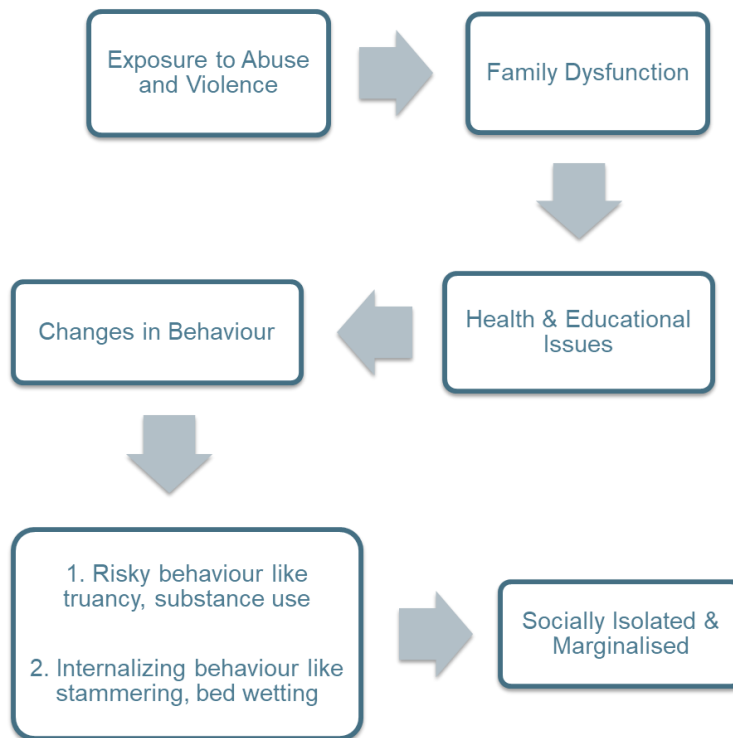 Exposure to Abuse
and Violence
Family Dysfunction
Health & Educational
Issues
Changes in Behaviour
1. Risky behaviour like
truancy, substance use
2. Internalizing behaviour like
stammering, bed wetting
Socially Isolated &
Marginalised